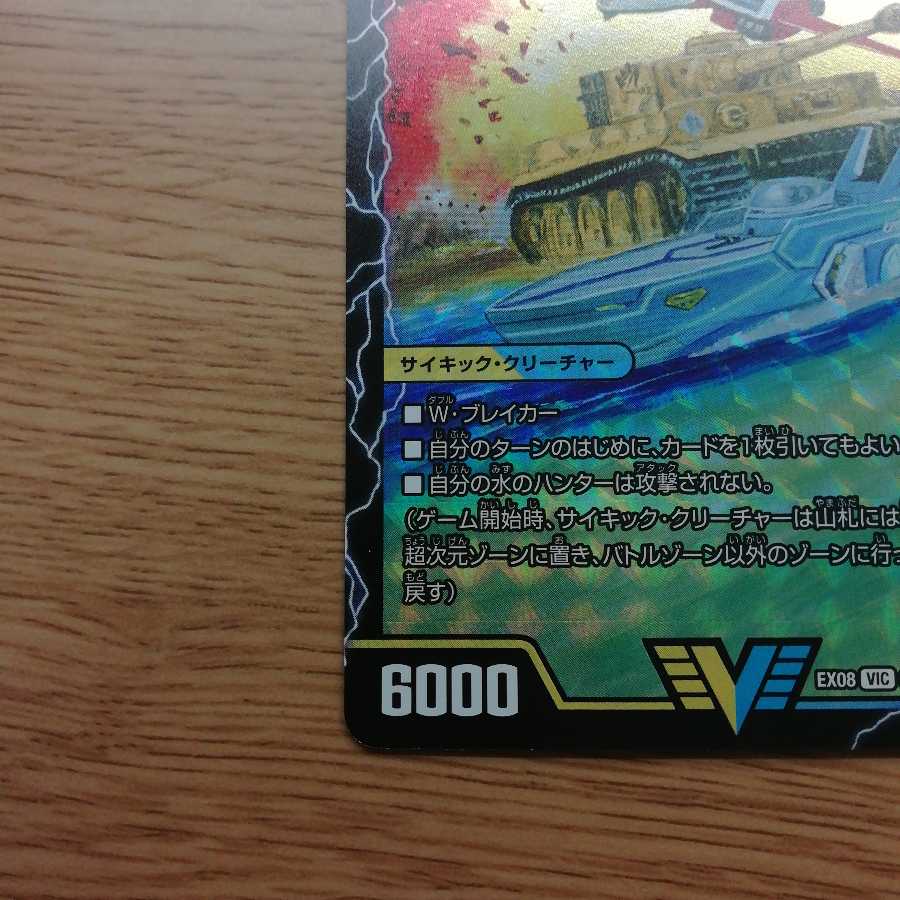 サイキック・クリーチャー
■W・ブレイカー
■自分のターンのはじめに、カードを1枚引いてもよい
■自分の水のハンターは攻撃されない。
(ゲーム開始時、サイキック・クリーチャーは山札には
超次元ゾーンに置き、バトルゾーン以外のゾーンに行っ
戻す)
6000
EX08 VIC